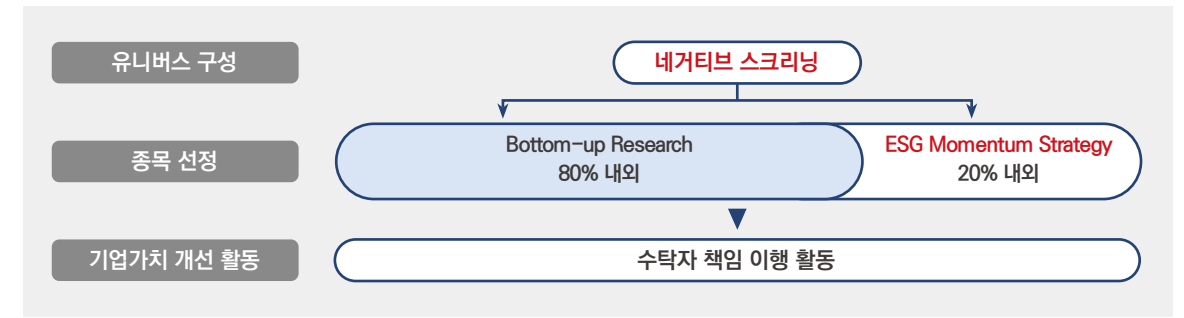 유니버스 구성
네거티브 스크리닝
종목 선정
Bottom-up Research
80% 내외
ESG Momentum Strategy
20% 내외
기업가치 개선 활동
수탁자 책임 이행 활동